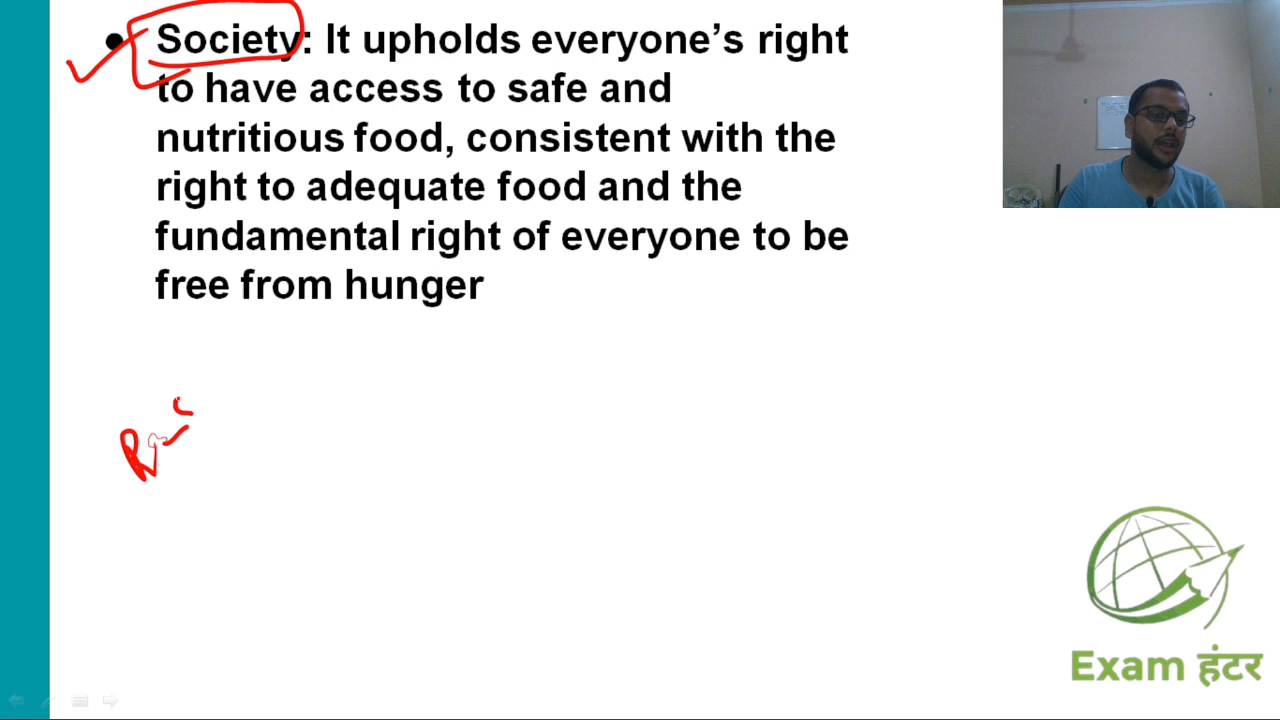 • Society: It upholds everyone’s right
to have access to safe and
nutritious food, consistent with the
right to adequate food and the
fundamental right of everyone to be
free from hunger
Exam हंटर